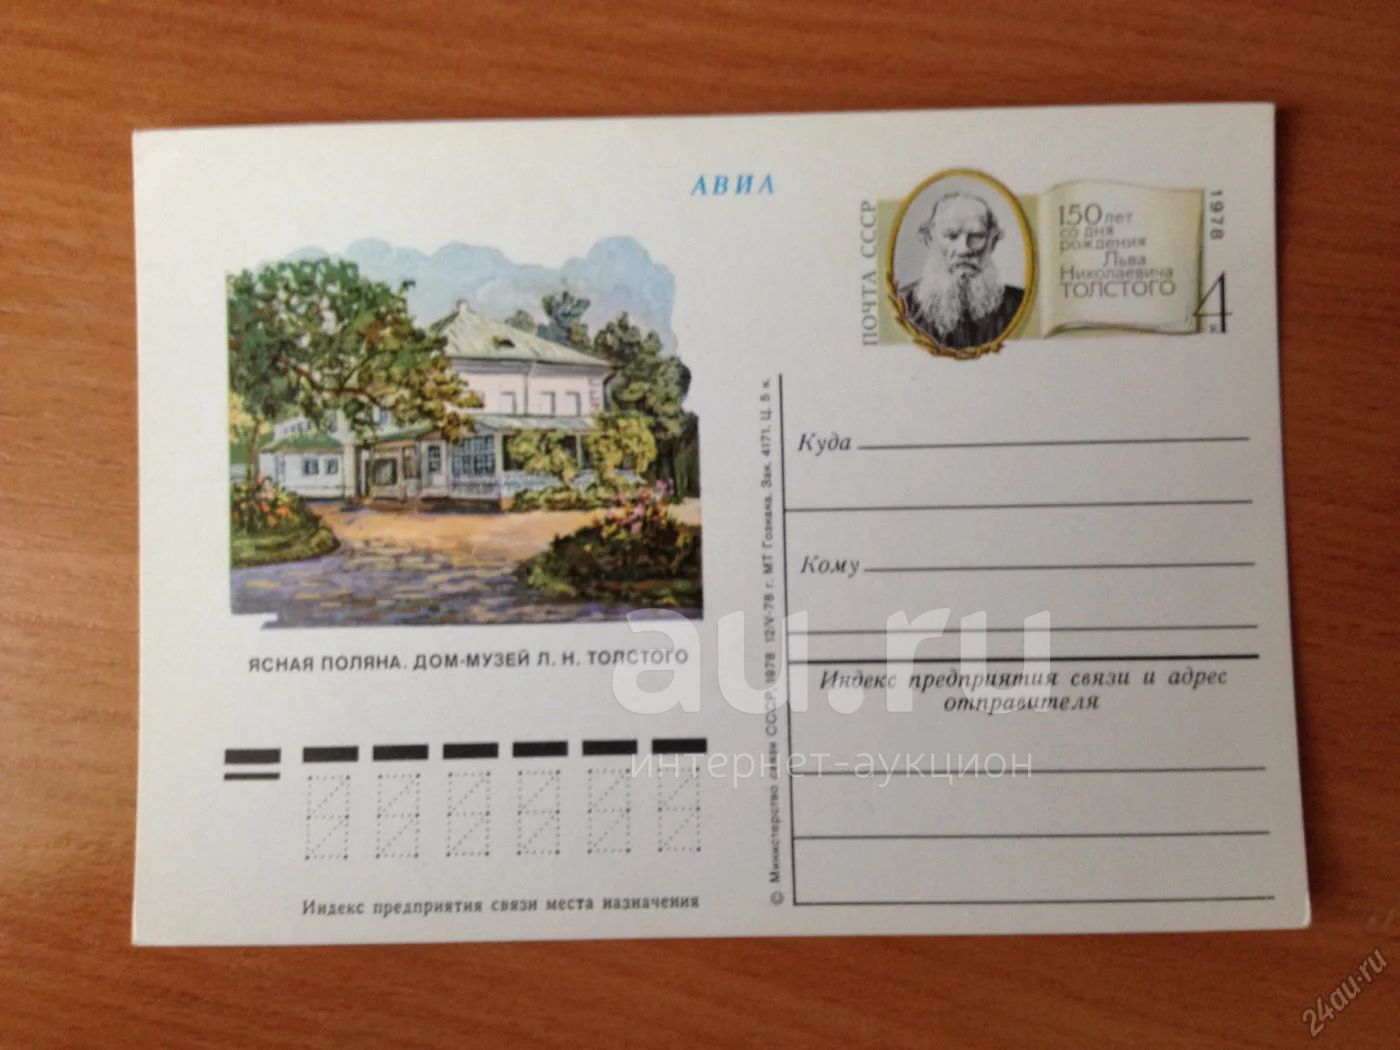 АВИА
ПОЧТА СССР
150 лет
со дня
рождения
Льва
Николаевича
ТОЛСТОГО
1978
4
к
ЯСНАЯ ПОЛЯНА. ДОМ-МУЗЕЙ Л. Н. ТОЛСТОГО
Индекс предприятия связи места назначения
© Министерство связи СССР, 1978 12/V-78 г. МТ Гознака. Зак. 4171. Ц. 5 к.
Куда
Кому
Индекс предприятия связи и адрес
отправителя
au.ru
интернет-аукцион
24au.ru